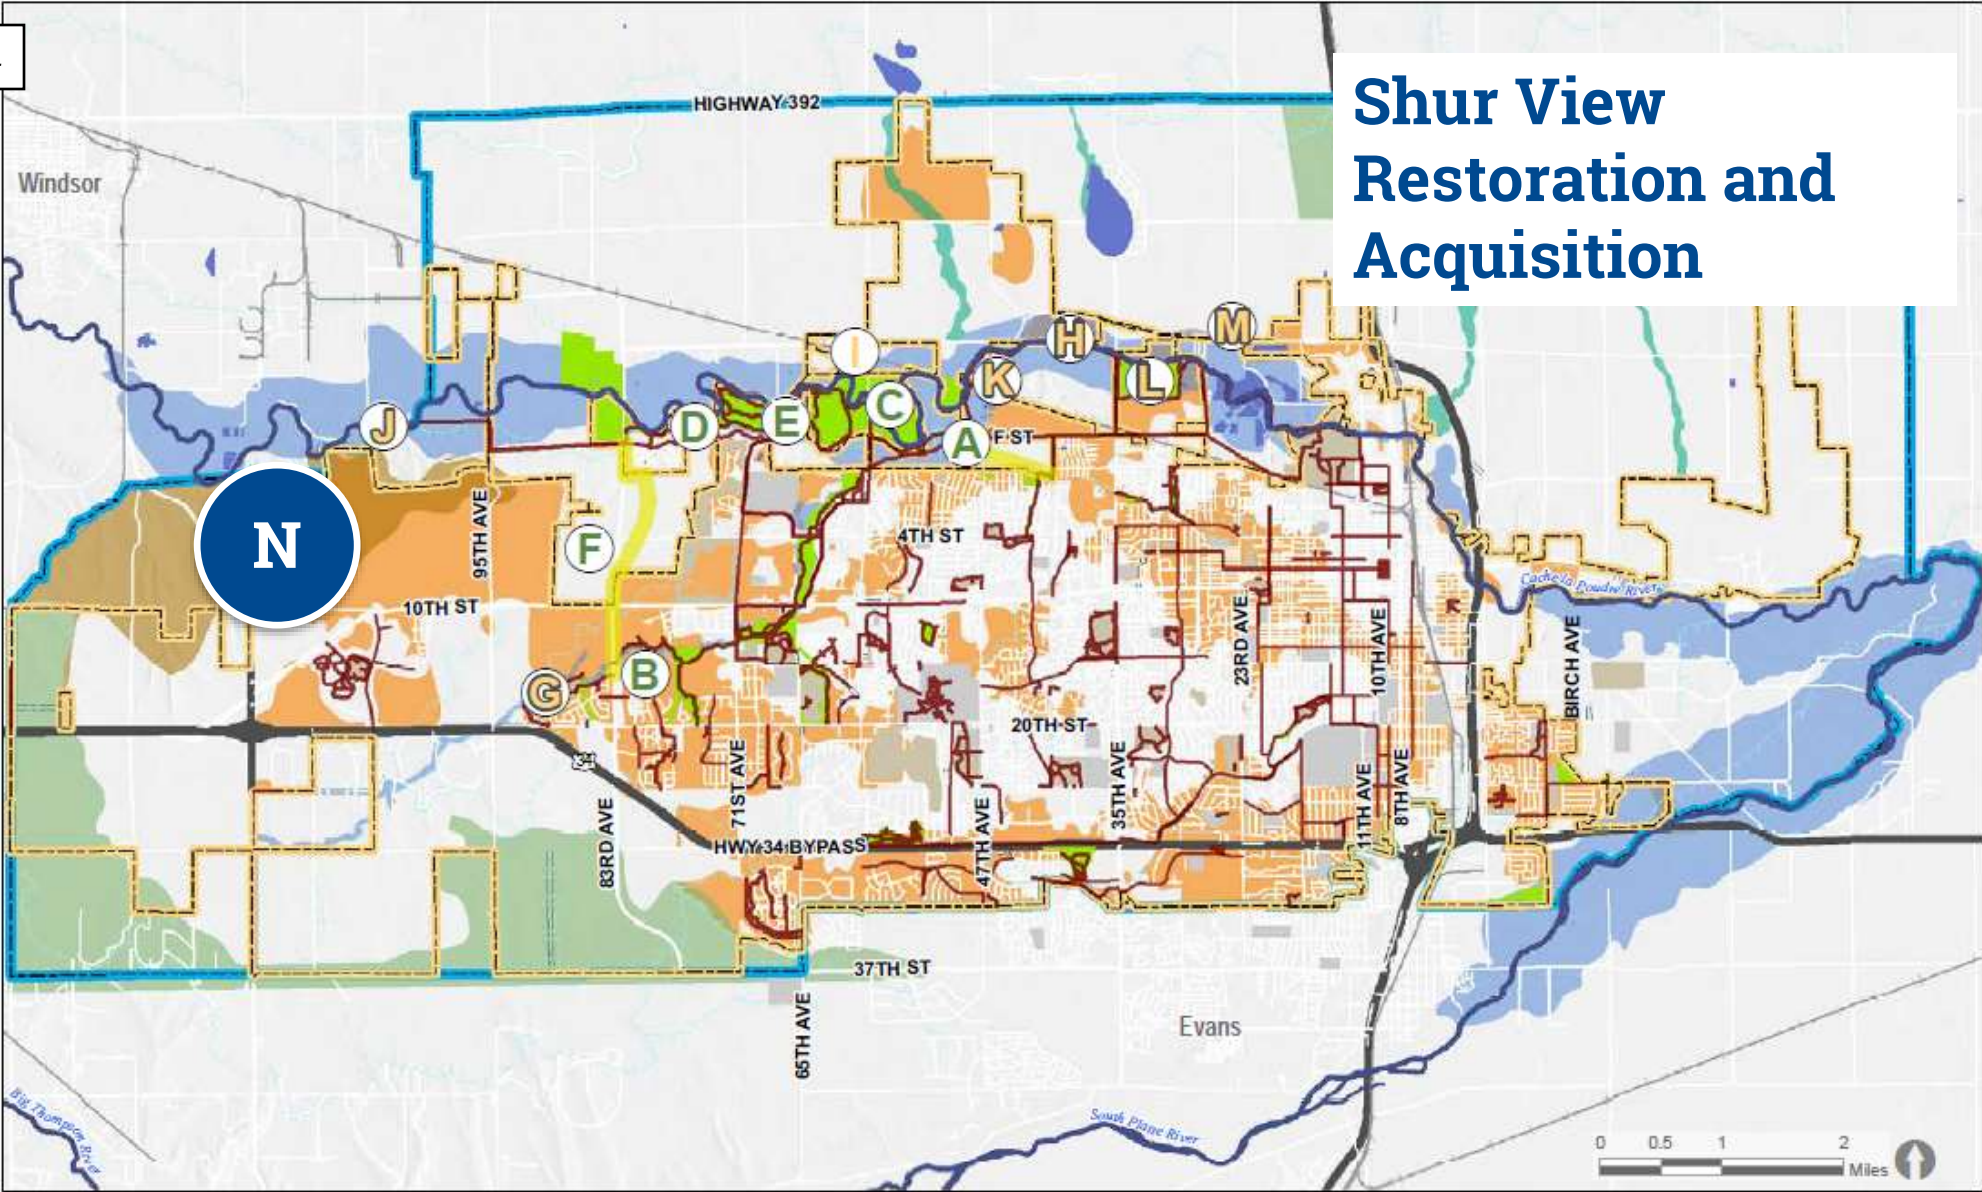 Shur View
Restoration and
Acquisition
HIGHWAY 392
Windsor
I
H
M
K
L
J
D
E
C
A
F ST
N
95TH AVE
F
4TH ST
10TH ST
Cache la Poudre River
23RD AVE
10TH AVE
BIRCH AVE
G
B
20TH ST
71ST AVE
35TH AVE
11TH AVE
8TH AVE
83RD AVE
HWY 34 BYPASS
47TH AVE
37TH ST
65TH AVE
Evans
Big Thompson River
South Platte River
0 0.5 1 2
Miles